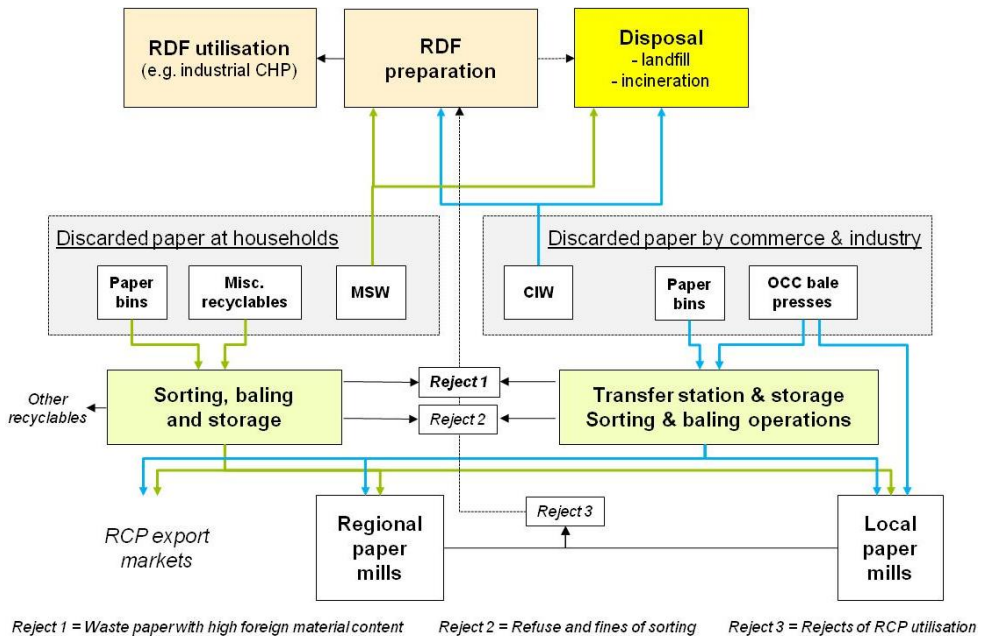 RDF utilisation
(e.g. industrial CHP)
RDF
preparation
Disposal
- landfill
- incineration
Discarded paper at households
Paper
bins
Misc.
recyclables
MSW
Discarded paper by commerce & industry
CIW
Paper
bins
OCC bale
presses
Other
recyclables
Sorting, baling
and storage
Reject 1
Reject 2
Transfer station & storage
Sorting & baling operations
RCP export
markets
Regional
paper
mills
Reject 3
Local
paper
mills
Reject 1 = Waste paper with high foreign material content Reject 2 = Refuse and fines of sorting Reject 3 = Rejects of RCP utilisation